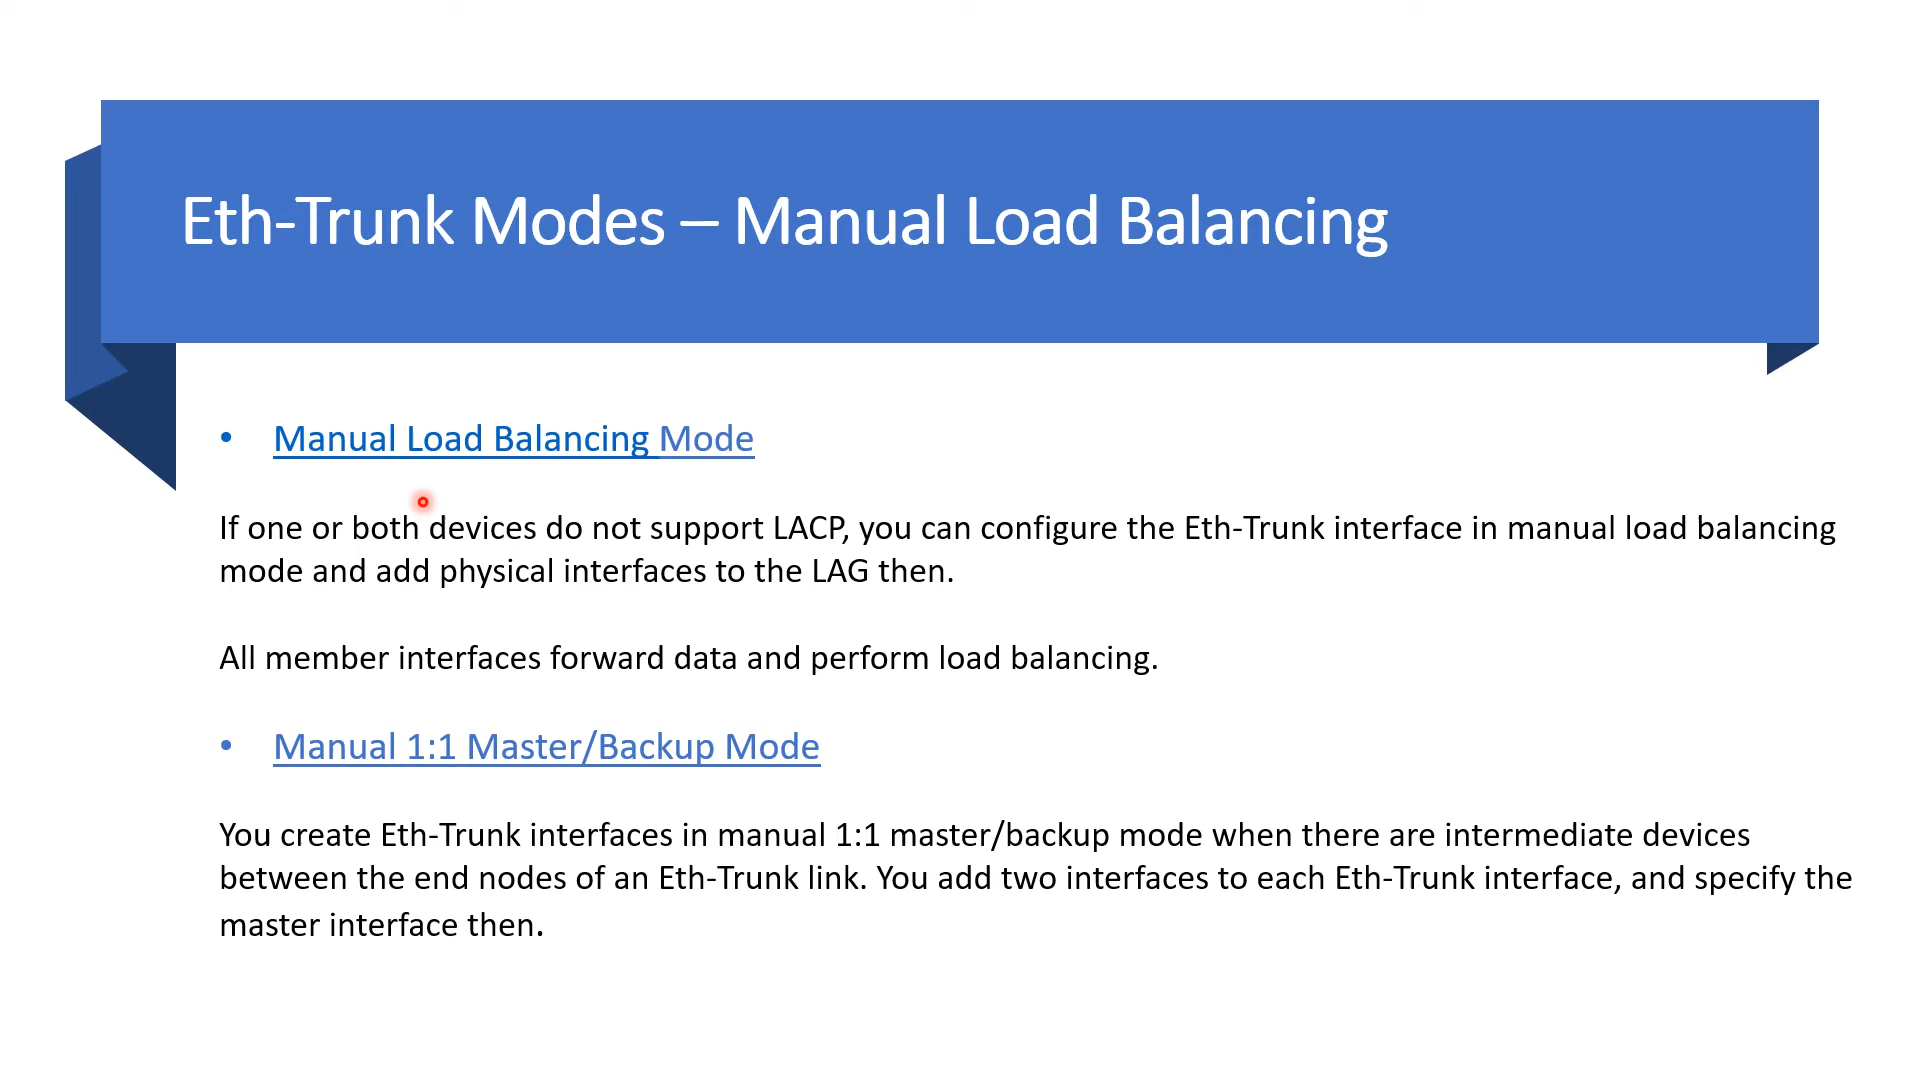 Eth-Trunk Modes – Manual Load Balancing
• Manual Load Balancing Mode
If one or both devices do not support LACP, you can configure the Eth-Trunk interface in manual load balancing
mode and add physical interfaces to the LAG then.
All member interfaces forward data and perform load balancing.
• Manual 1:1 Master/Backup Mode
You create Eth-Trunk interfaces in manual 1:1 master/backup mode when there are intermediate devices
between the end nodes of an Eth-Trunk link. You add two interfaces to each Eth-Trunk interface, and specify the
master interface then.